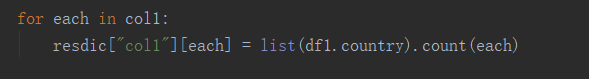 for each in col1:
    resdic["col1"][each] = list(df1.country).count(each)